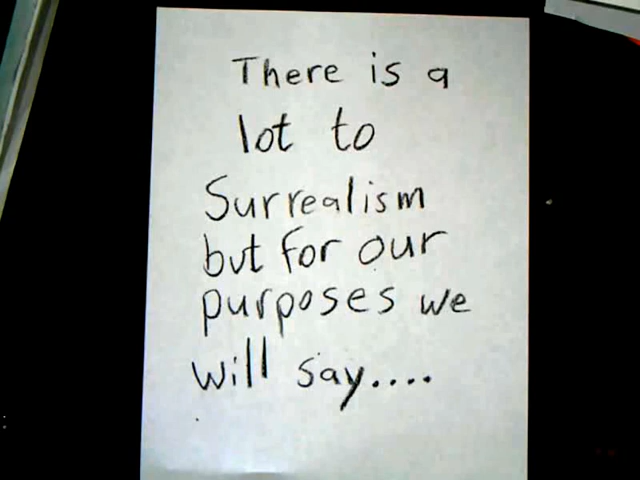 There is a
lot to
Surrealism
but for our
purposes we
will say....